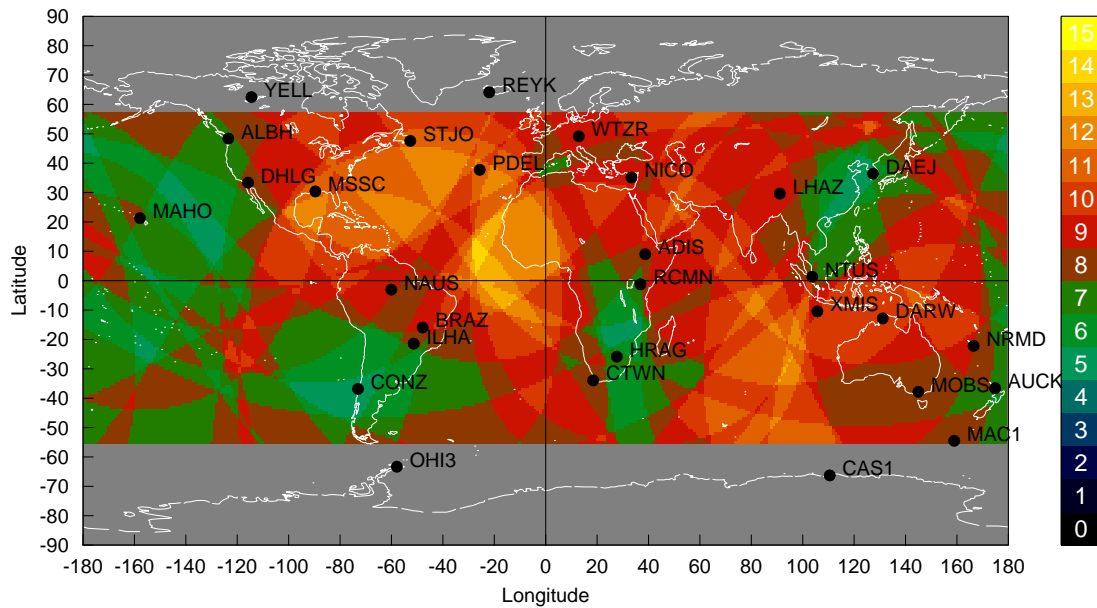 90
80
70
60
50
40
30
20
10
0
-10
-20
-30
-40
-50
-60
-70
-80
-90
Latitude
YELL
REYK
ALBH
STJO
WTZR
PDEL
DAEJ
DHLG
MSSC
NICO
LHAZ
MAHO
ADIS
NAUS
RCMN
NTUS
XMIS
DARW
BRAZ
ILHA
NRMD
HRAG
CONZ
CTWN
MOBS
AUCK
MAC1
OHI3
CAS1
-180 -160 -140 -120 -100 -80 -60 -40 -20 0 20 40 60 80 100 120 140 160 180
Longitude
15
14
13
12
11
10
9
8
7
6
5
4
3
2
1
0